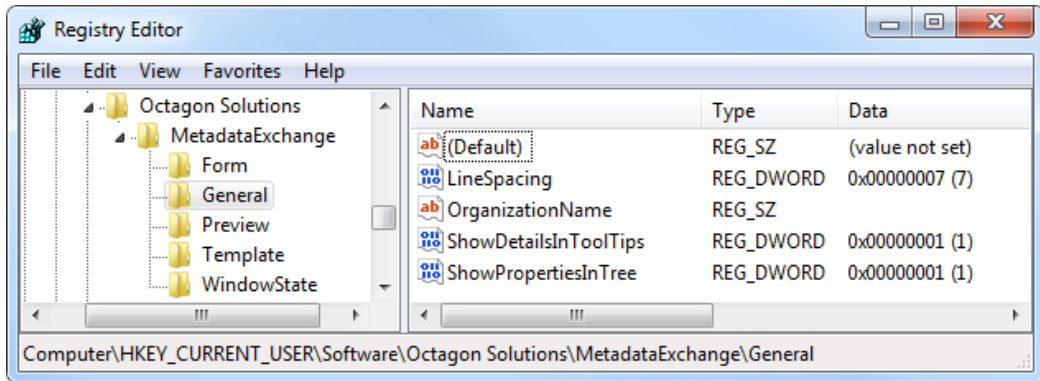 Registry Editor
File Edit View Favorites Help
Octagon Solutions
MetadataExchange
Form
General
Preview
Template
WindowState
Name Type Data
(Default) REG_SZ (value not set)
LineSpacing REG_DWORD 0x00000007 (7)
OrganizationName REG_SZ
ShowDetailsInToolTips REG_DWORD 0x00000001 (1)
ShowPropertiesInTree REG_DWORD 0x00000001 (1)
Computer\HKEY_CURRENT_USER\Software\Octagon Solutions\MetadataExchange\General